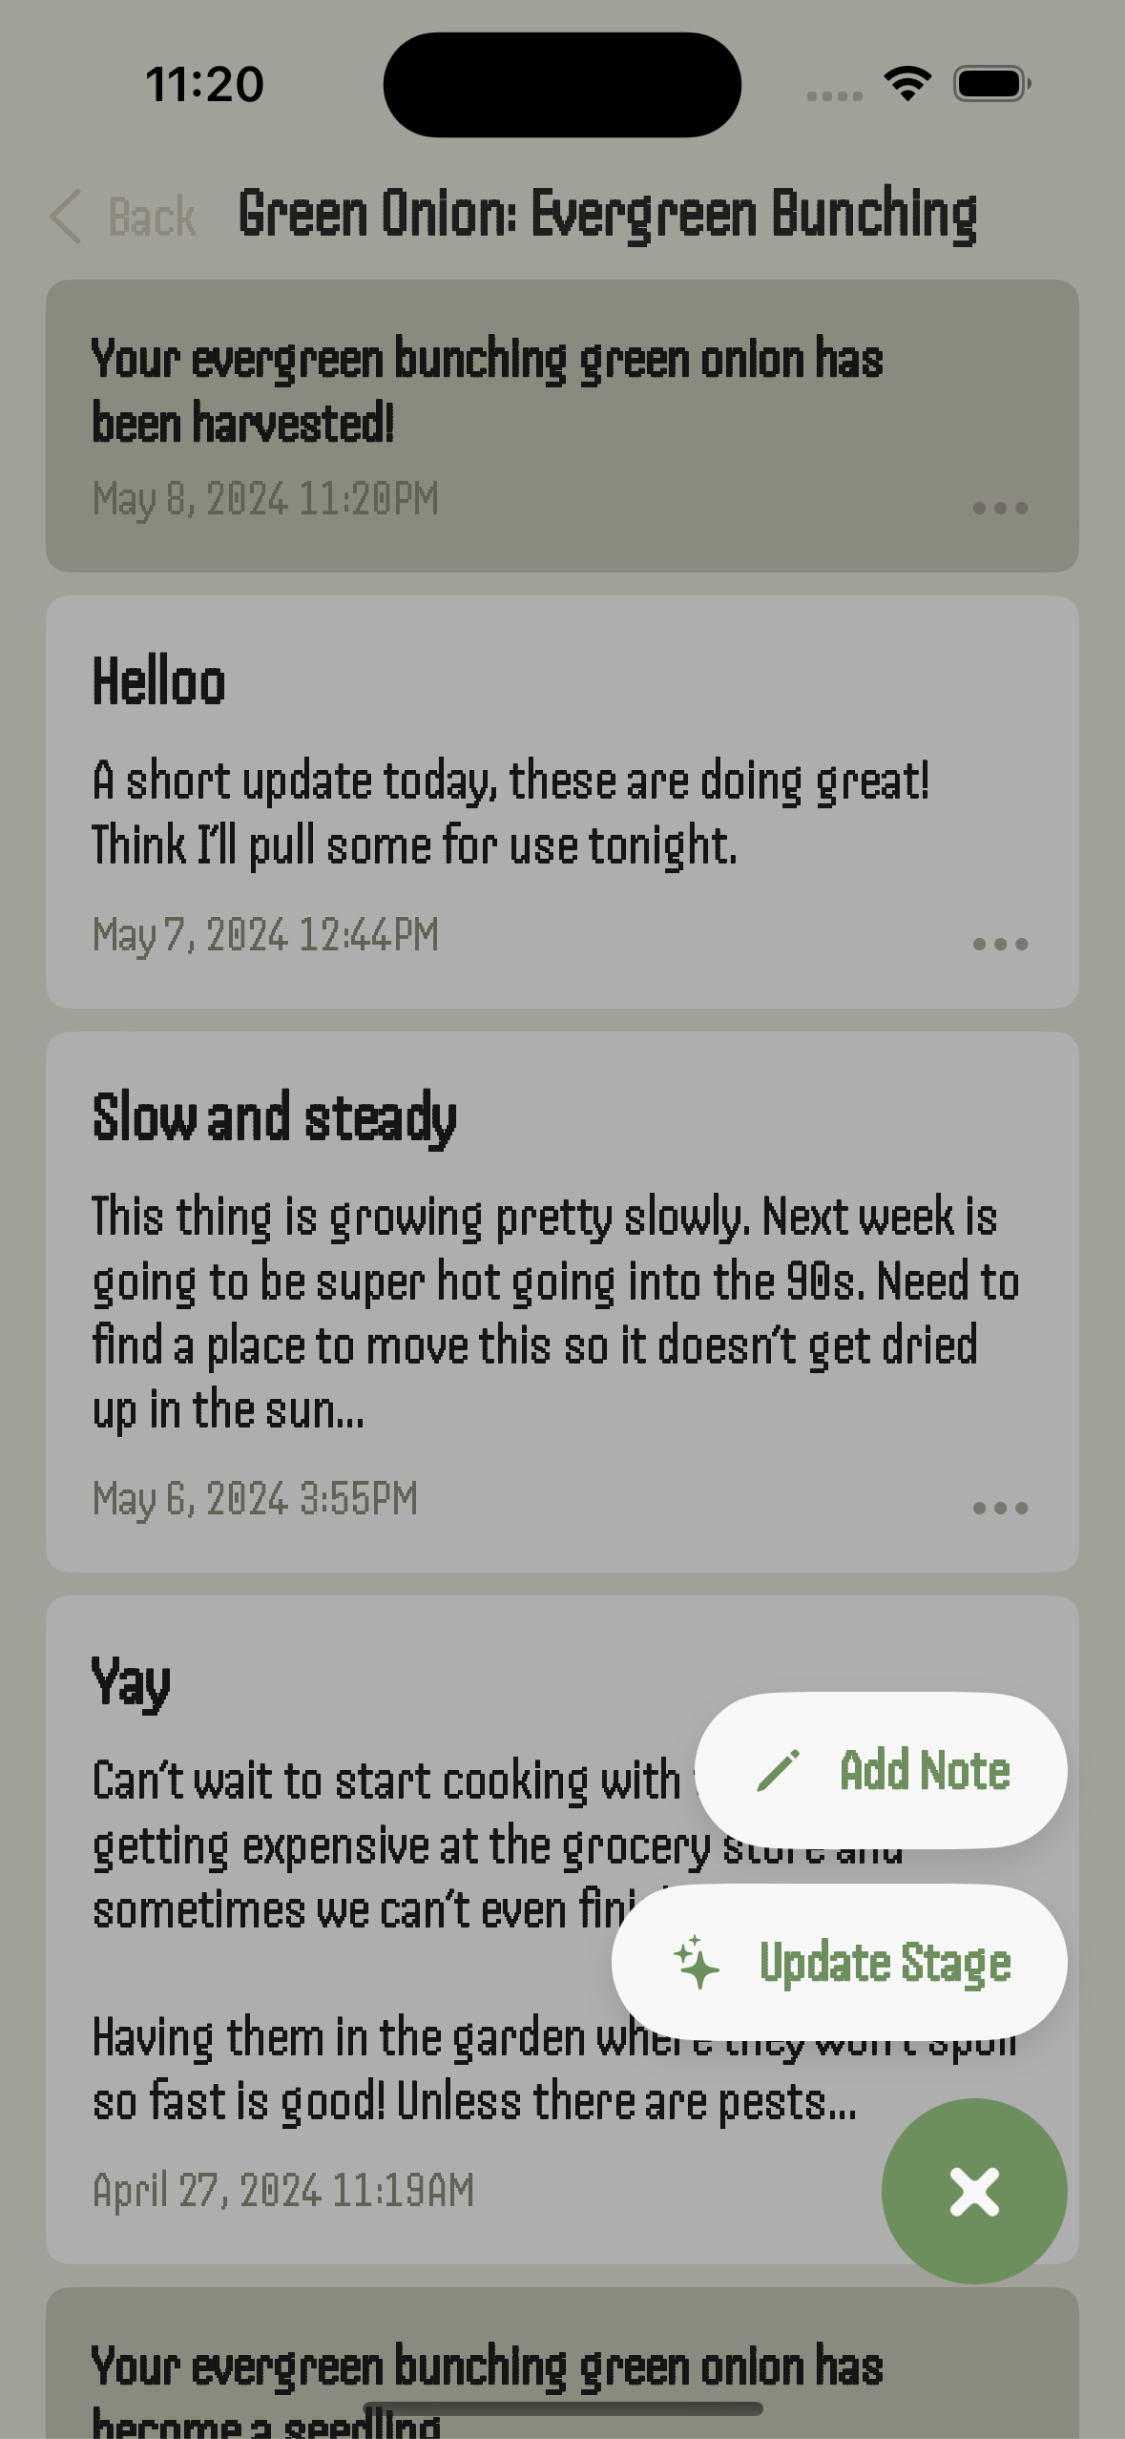 11:20
Back
Green Onion: Evergreen Bunching
Your evergreen bunching green onion has
been harvested!
May 8, 2024 11:20PM
Helloo
A short update today, these are doing great!
Think I'll pull some for use tonight.
May 7, 2024 12:44PM
Slow and steady
This thing is growing pretty slowly. Next week is
going to be super hot going into the 90s. Need to
find a place to move this so it doesn't get dried
up in the sun...
May 6, 2024 3:55PM
Yay
Can't wait to start cooking with
getting expensive at the grocery store and
sometimes we can't even
Having them in the garden where they won't spoil
so fast is good! Unless there are pests...
April 27, 2024 11:19AM
Add Note
Update Stage
Your evergreen bunching green onion has
become a seedling